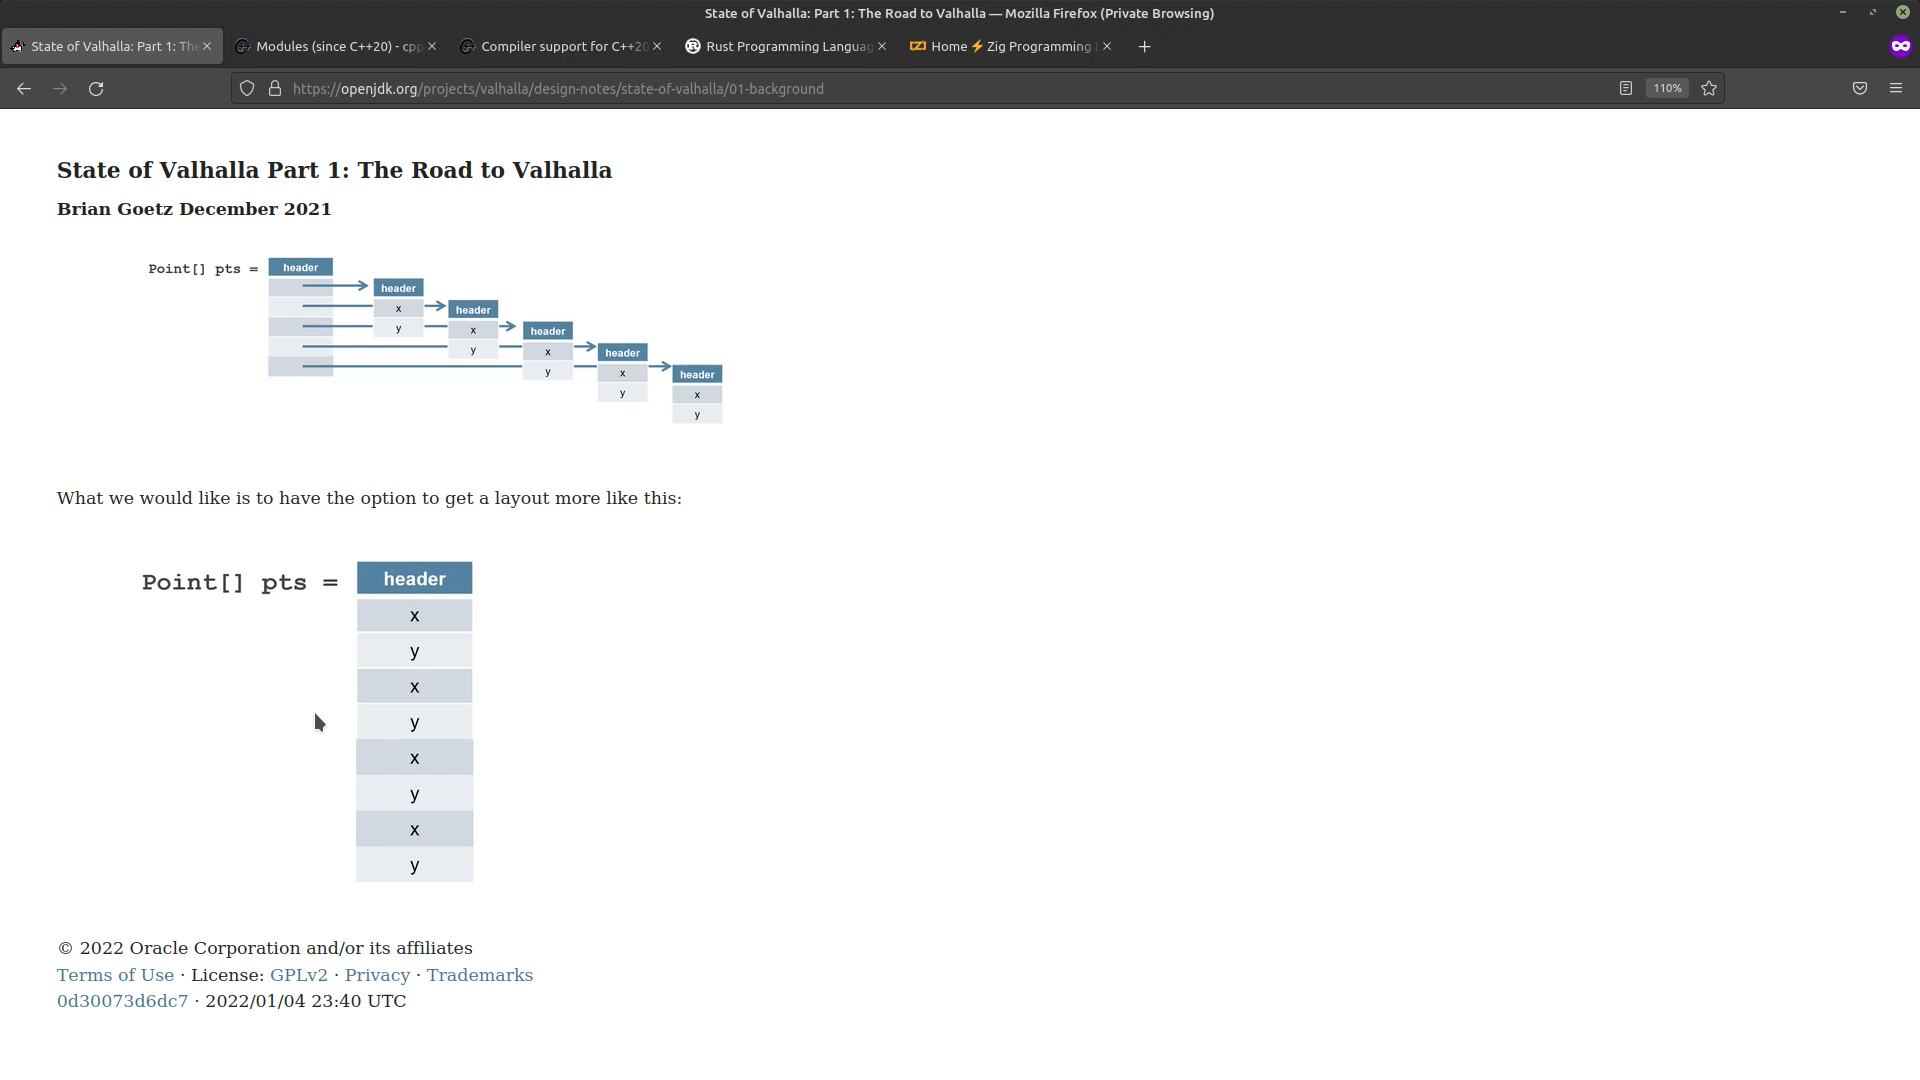 State of Valhalla: Part 1: The Road to Valhalla — Mozilla Firefox (Private Browsing)
State of Valhalla: Part 1: The
Modules (since C++20) - cpp
Compiler support for C++20
Rust Programming Languag
Home ⚡ Zig Programming
https://openjdk.org/projects/valhalla/design-notes/state-of-valhalla/01-background
110%
State of Valhalla Part 1: The Road to Valhalla
Brian Goetz December 2021
Point[] pts =
header
header
x
y
header
x
y
header
x
y
header
x
y
header
x
y
What we would like is to have the option to get a layout more like this:
Point[] pts =
header
x
y
x
y
x
y
x
y
© 2022 Oracle Corporation and/or its affiliates
Terms of Use · License: GPLv2 · Privacy · Trademarks
0d30073d6dc7 · 2022/01/04 23:40 UTC